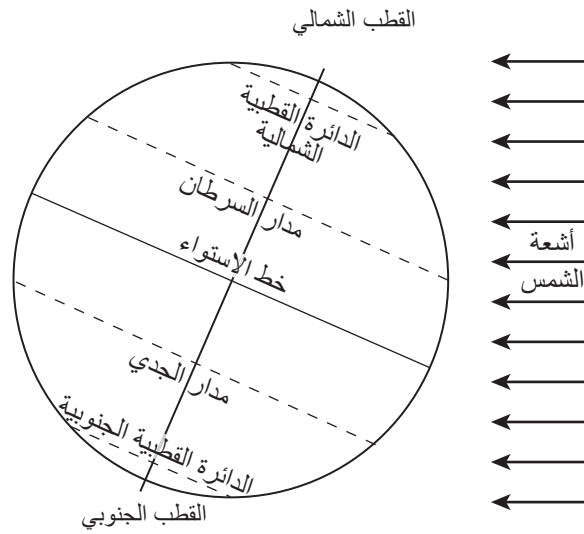 القطب الشمالي
الدائرة القطبية
الشمالية
مدار السرطان
خط الاستواء
أشعة
الشمس
مدار الجدي
الدائرة القطبية الجنوبية
القطب الجنوبي